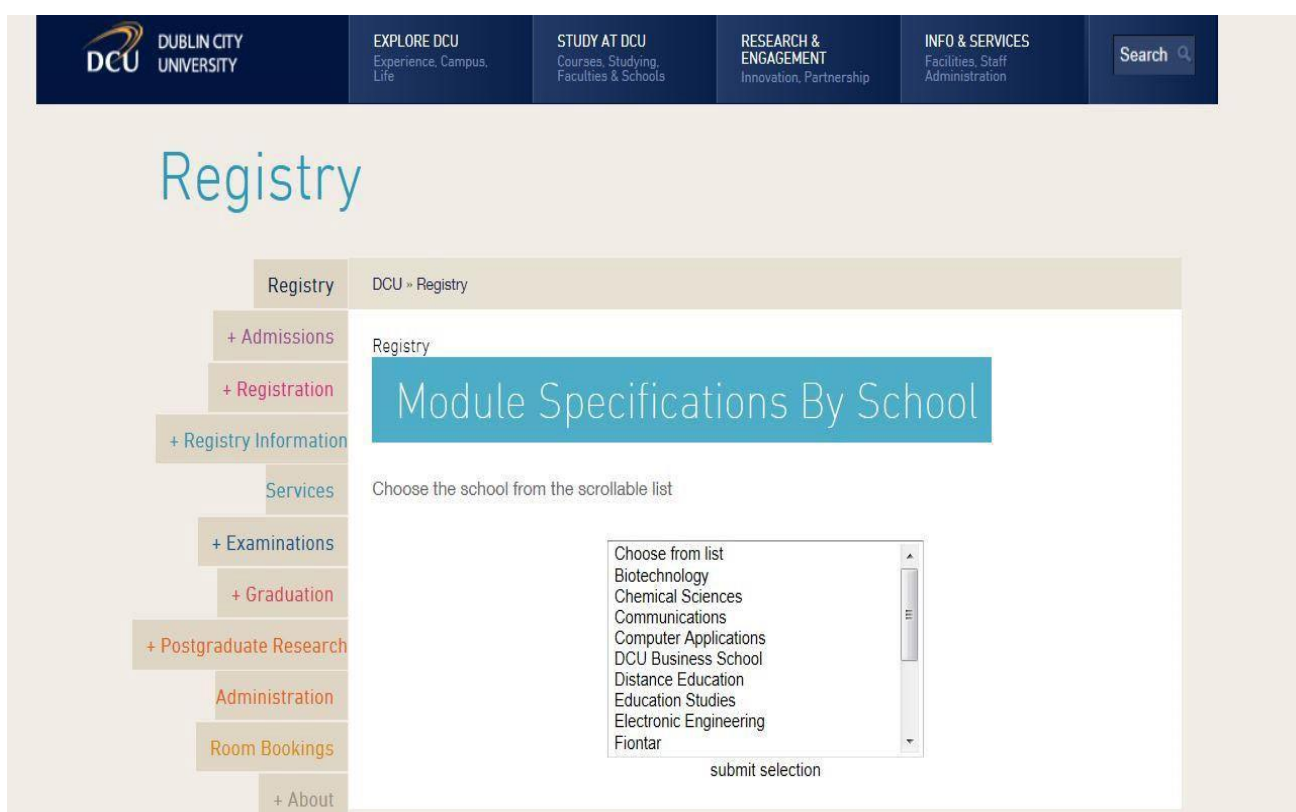 DCU
DUBLIN CITY
UNIVERSITY
EXPLORE DCU
Experience, Campus,
Life
STUDY AT DCU
Courses, Studying,
Faculties & Schools
RESEARCH &
ENGAGEMENT
Innovation, Partnership
INFO & SERVICES
Facilities, Staff
Administration
Search
Registry
Registry
+ Admissions
+ Registration
+ Registry Information
Services
+ Examinations
+ Graduation
+ Postgraduate Research
Administration
Room Bookings
+ About
DCU » Registry
Registry
Module Specifications By School
Choose the school from the scrollable list
Choose from list
Biotechnology
Chemical Sciences
Communications
Computer Applications
DCU Business School
Distance Education
Education Studies
Electronic Engineering
Fiontar
submit selection